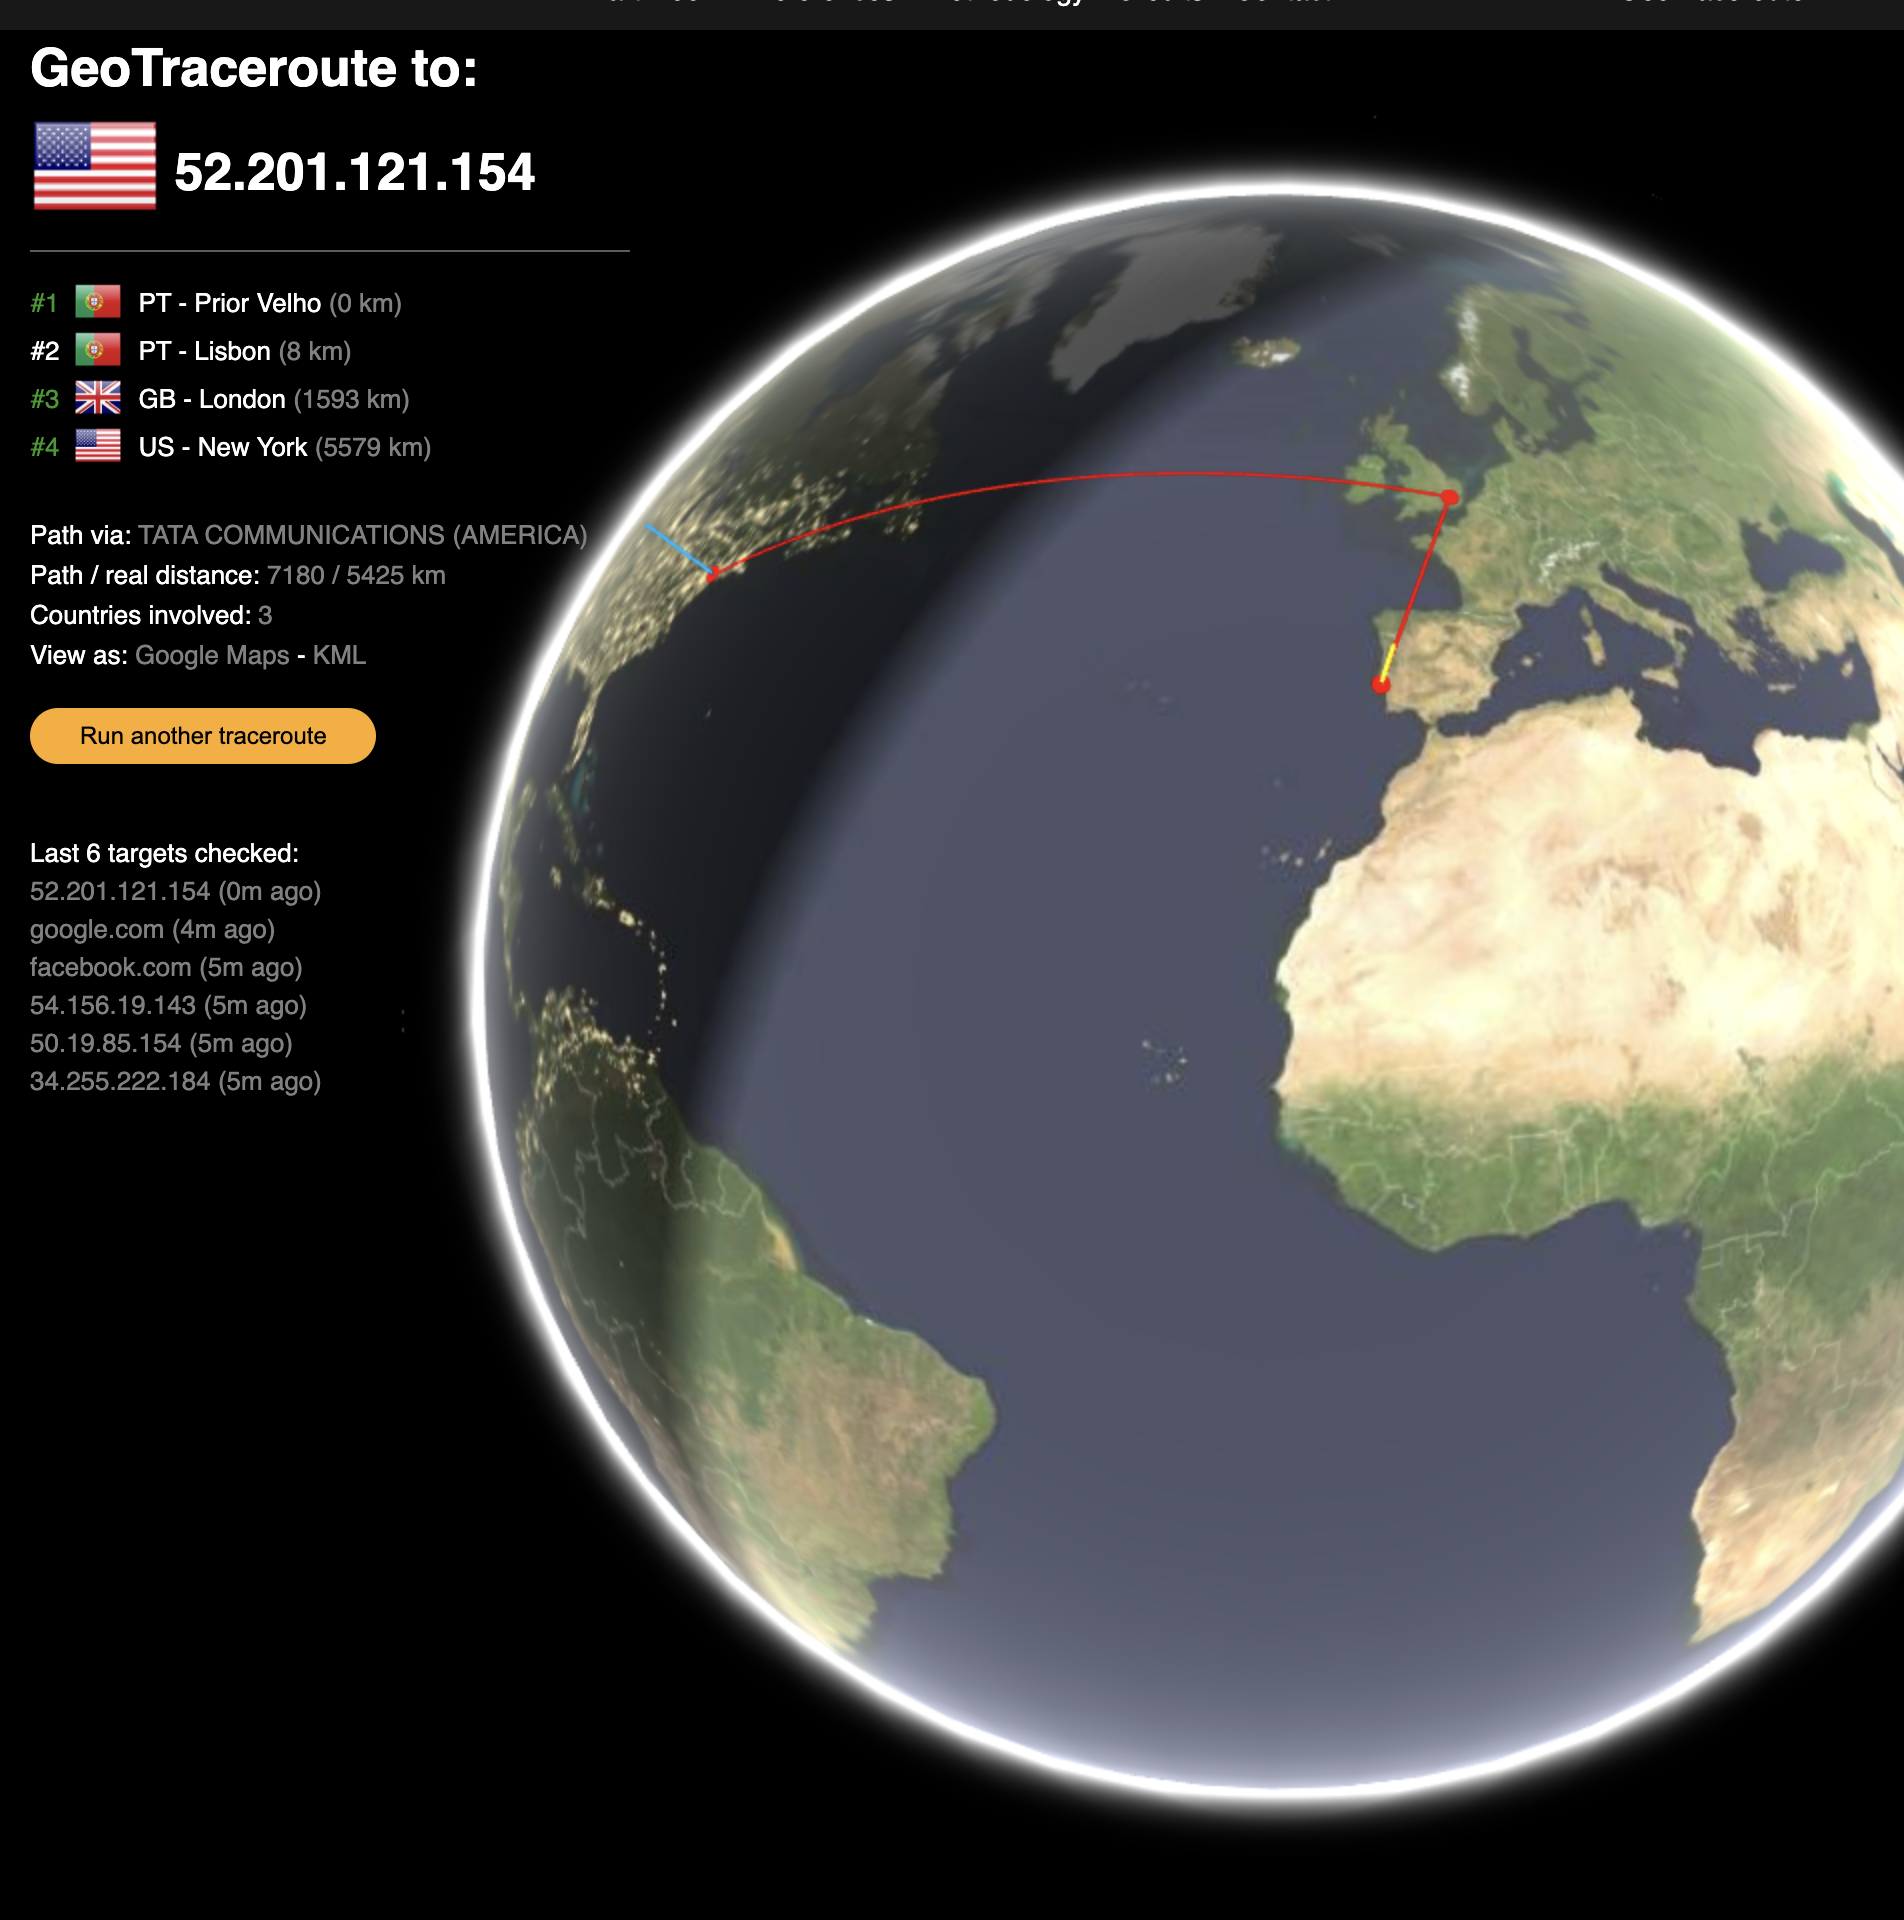 GeoTraceroute to:
52.201.121.154
#1 PT - Prior Velho (0 km)
#2 PT - Lisbon (8 km)
#3 GB - London (1593 km)
#4 US - New York (5579 km)
Path via: TATA COMMUNICATIONS (AMERICA)
Path / real distance: 7180 / 5425 km
Countries involved: 3
View as: Google Maps - KML
Run another traceroute
Last 6 targets checked:
52.201.121.154 (0m ago)
google.com (4m ago)
facebook.com (5m ago)
54.156.19.143 (5m ago)
50.19.85.154 (5m ago)
34.255.222.184 (5m ago)